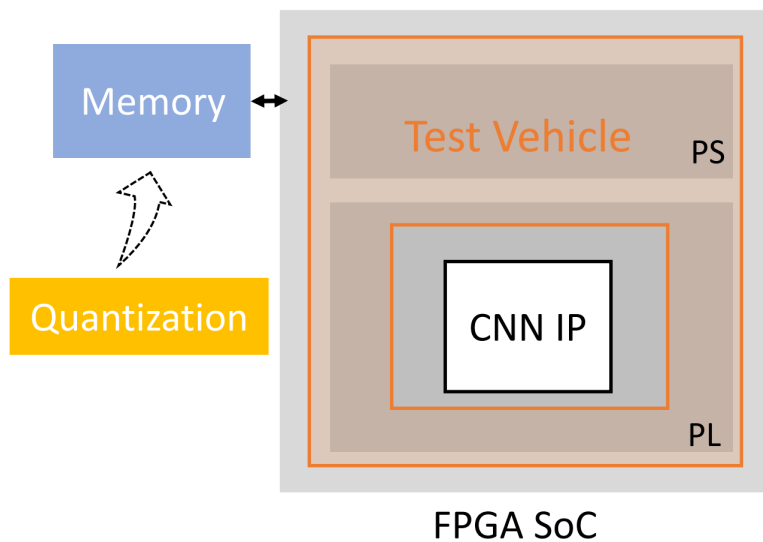 Memory
Test Vehicle
PS
Quantization
CNN IP
PL
FPGA SoC